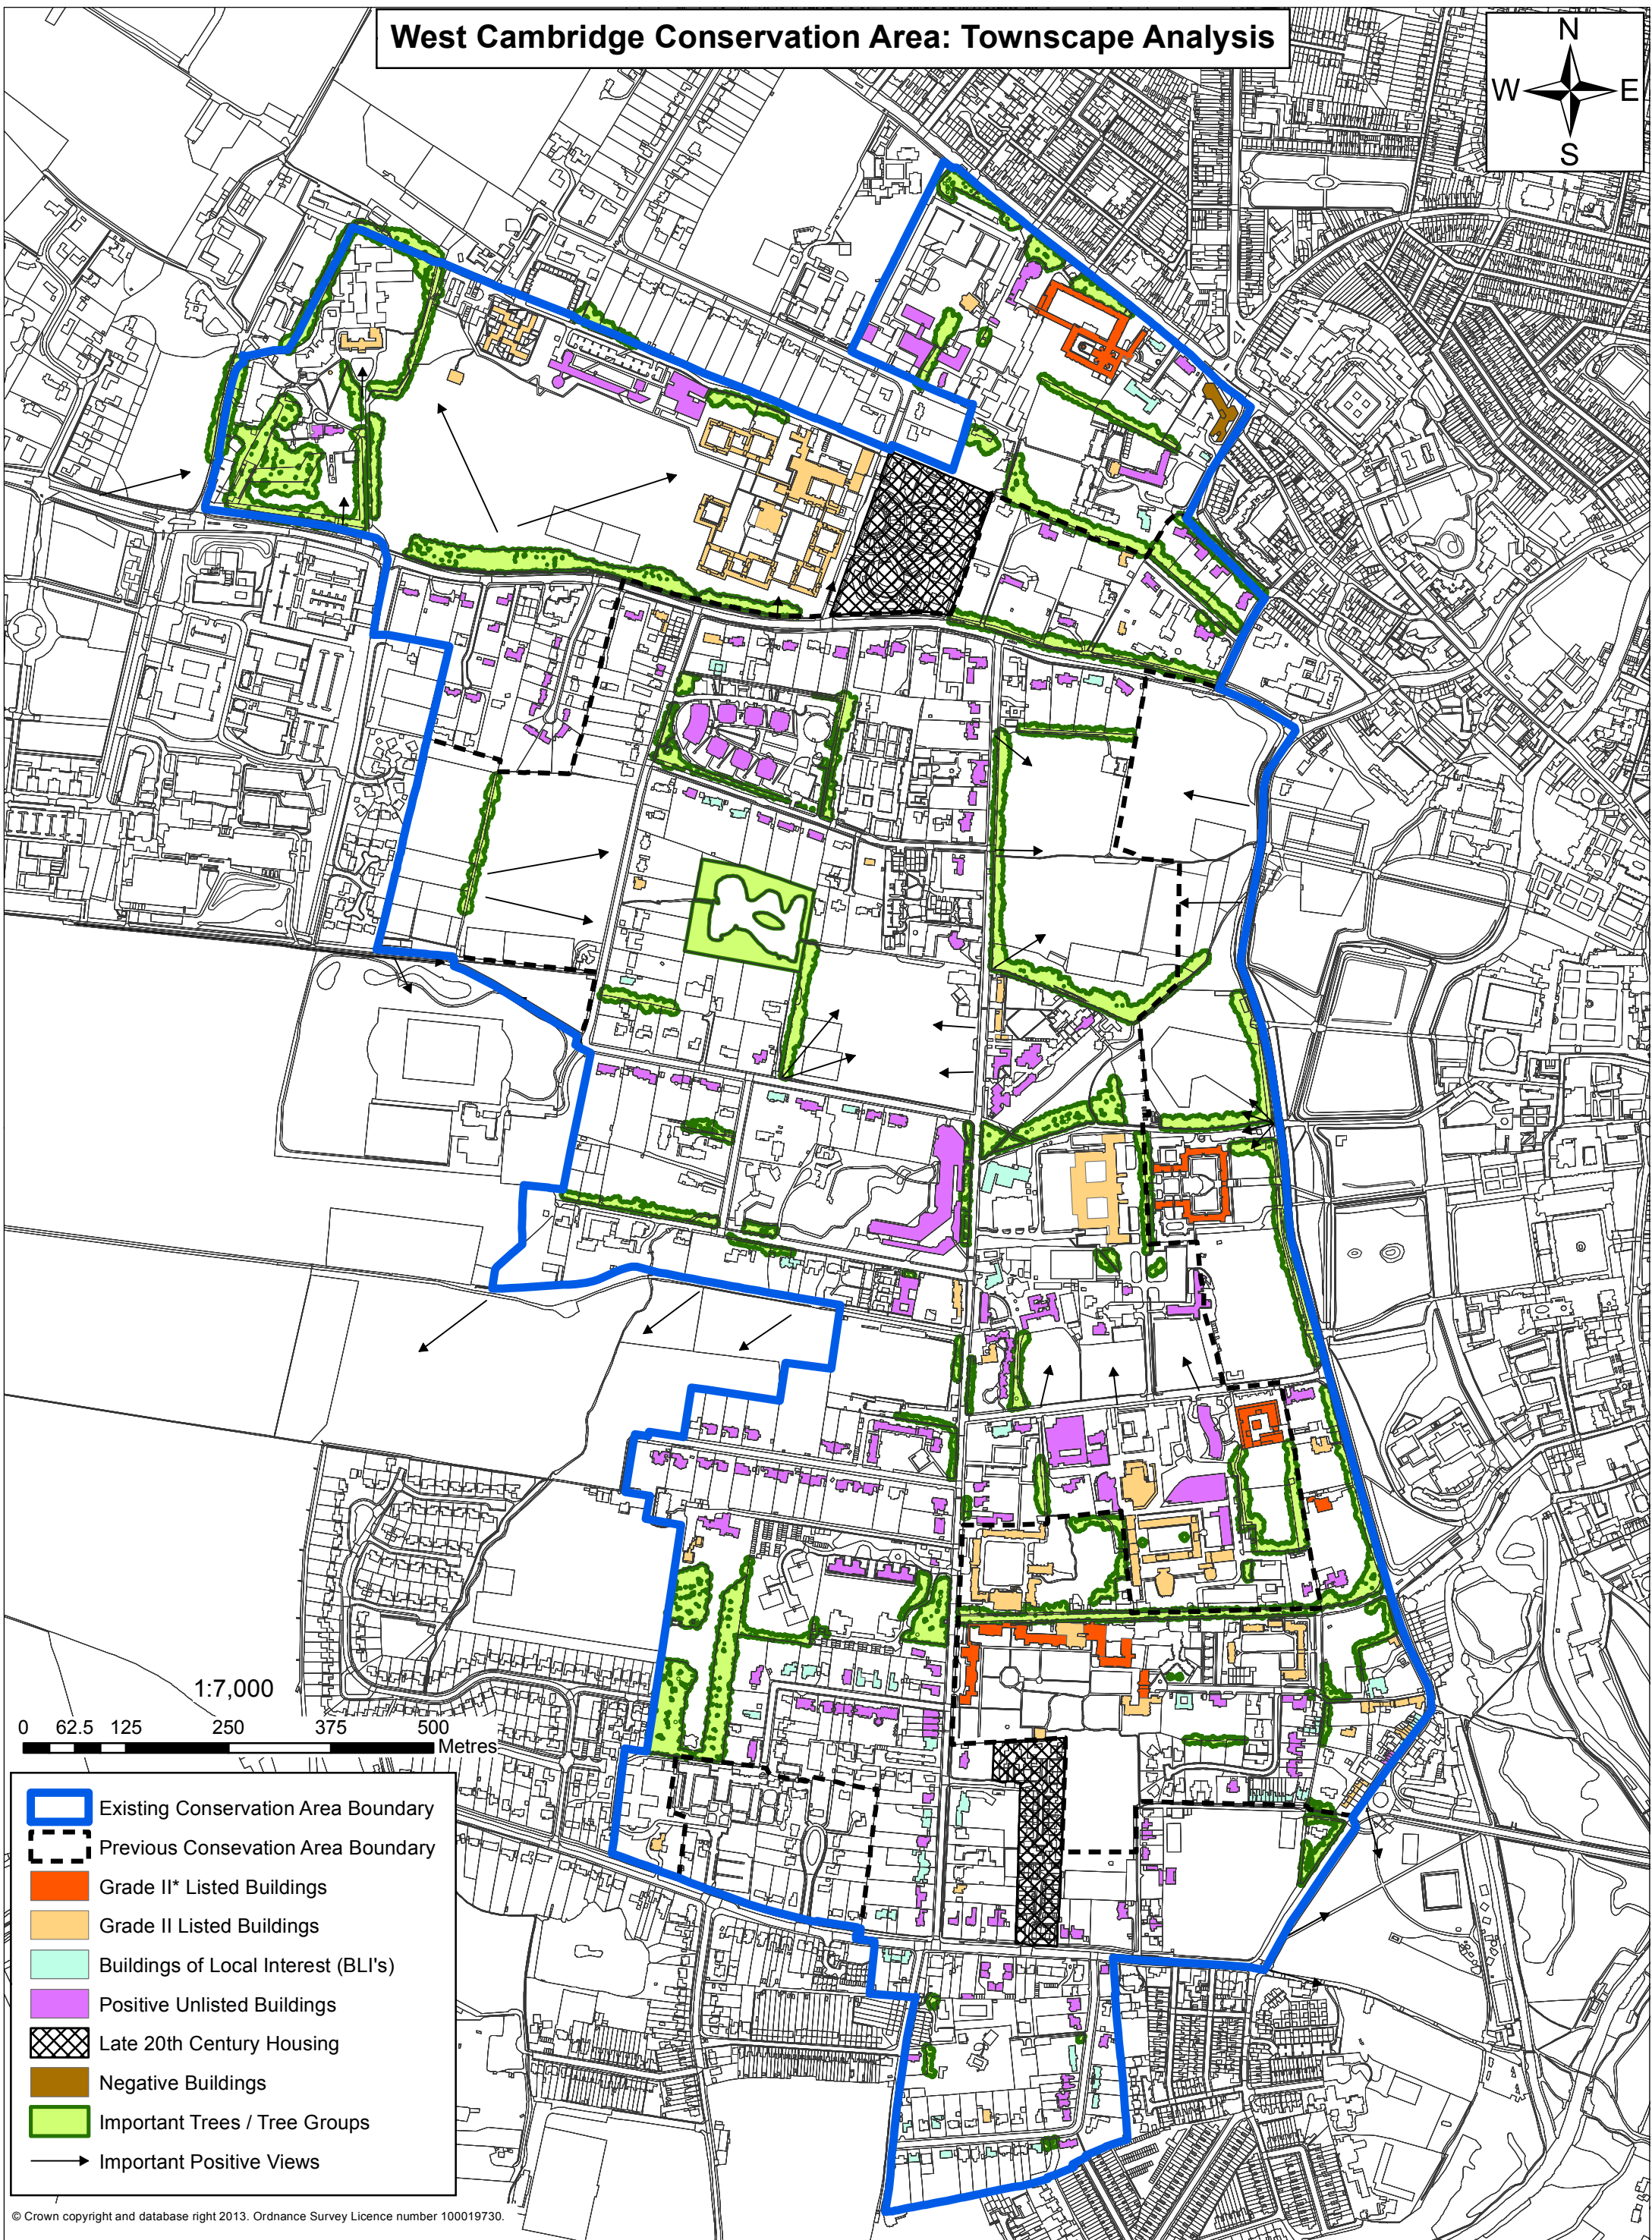 West Cambridge Conservation Area: Townscape Analysis
N
W E
S
1:7,000
0 62.5 125 250 375 500
Metres
Existing Conservation Area Boundary
Previous Consevation Area Boundary
Grade II* Listed Buildings
Grade II Listed Buildings
Buildings of Local Interest (BLI's)
Positive Unlisted Buildings
Late 20th Century Housing
Negative Buildings
Important Trees / Tree Groups
Important Positive Views
© Crown copyright and database right 2013. Ordnance Survey Licence number 100019730.